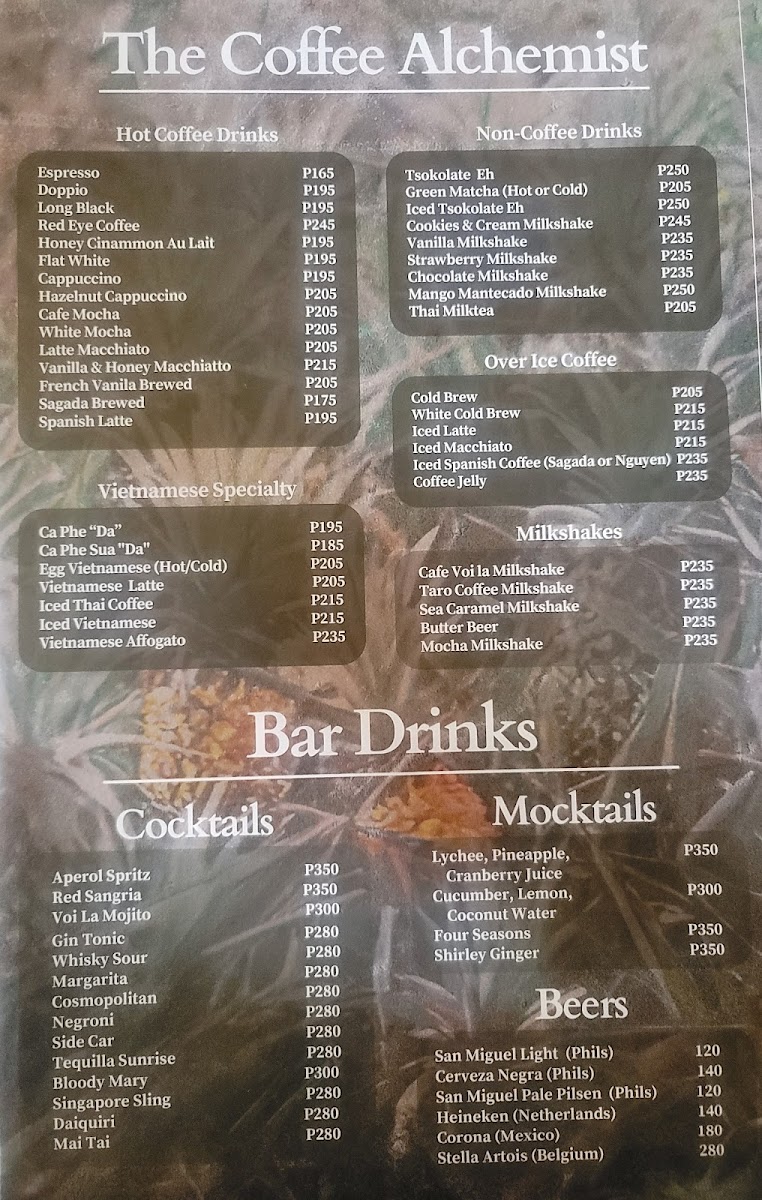 The Coffee Alchemist
Hot Coffee Drinks
Espresso P165
Doppio P195
Long Black P195
Red Eye Coffee P245
Honey Cinammon Au Lait P195
Flat White P195
Cappuccino P195
Hazelnut Cappuccino P205
Cafe Mocha P205
White Mocha P205
Latte Macchiato P205
Vanilla & Honey Macchiatto P215
French Vanila Brewed P205
Sagada Brewed P175
Spanish Latte P195
Vietnamese Specialty
Ca Phe “Da” P195
Ca Phe Sua "Da" P185
Egg Vietnamese (Hot/Cold) P205
Vietnamese Latte P205
Iced Thai Coffee P215
Iced Vietnamese P215
Vietnamese Affogato P235
Non-Coffee Drinks
Tsokolate Eh P250
Green Matcha (Hot or Cold) P205
Iced Tsokolate Eh P250
Cookies & Cream Milkshake P245
Vanilla Milkshake P235
Strawberry Milkshake P235
Chocolate Milkshake P235
Mango Mantecado Milkshake P250
Thai Milktea P205
Over Ice Coffee
Cold Brew P205
White Cold Brew P215
Iced Latte P215
Iced Macchiato P215
Iced Spanish Coffee (Sagada or Nguyen) P235
Coffee Jelly P235
Milkshakes
Cafe Voi la Milkshake P235
Taro Coffee Milkshake P235
Sea Caramel Milkshake P235
Butter Beer P235
Mocha Milkshake P235
Bar Drinks
Cocktails
Aperol Spritz P350
Red Sangria P350
Voi La Mojito P300
Gin Tonic P280
Whisky Sour P280
Margarita P280
Cosmopolitan P280
Negroni P280
Side Car P280
Tequilla Sunrise P280
Bloody Mary P300
Singapore Sling P280
Daiquiri P280
Mai Tai P280
Mocktails
Lychee, Pineapple, P350
Cranberry Juice
Cucumber, Lemon, P300
Coconut Water
Four Seasons P350
Shirley Ginger P350
Beers
San Miguel Light (Phils) 120
Cerveza Negra (Phils) 140
San Miguel Pale Pilsen (Phils) 120
Heineken (Netherlands) 140
Corona (Mexico) 180
Stella Artois (Belgium) 280